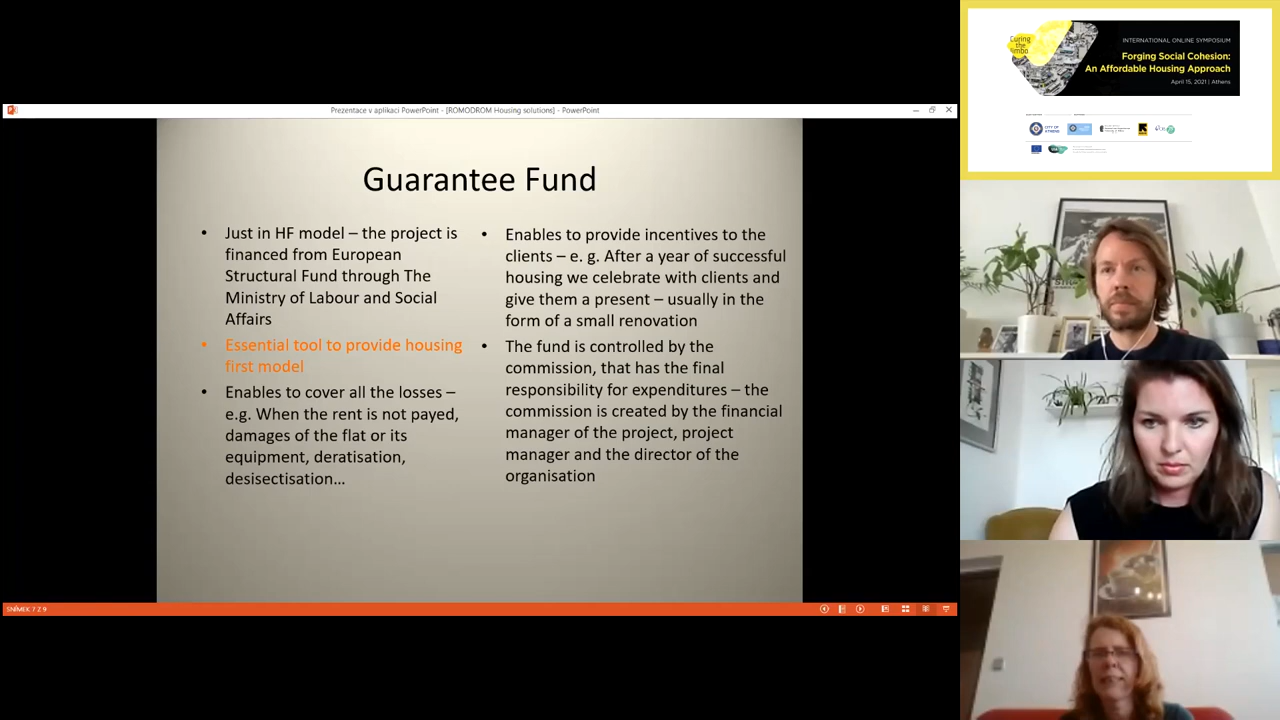 Prezentace v aplikaci PowerPoint - [ROMODROM Housing solutions] - PowerPoint
Guarantee Fund
• Just in HF model – the project is
financed from European
Structural Fund through The
Ministry of Labour and Social
Affairs
• Essential tool to provide housing
first model
• Enables to cover all the losses –
e.g. When the rent is not payed,
damages of the flat or its
equipment, deratisation,
desisectisation…
• Enables to provide incentives to the
clients – e. g. After a year of successful
housing we celebrate with clients and
give them a present – usually in the
form of a small renovation
• The fund is controlled by the
commission, that has the final
responsibility for expenditures – the
commission is created by the financial
manager of the project, project
manager and the director of the
organisation
SNÍMEK 7 Z 9
Curing
the
limbo
INTERNATIONAL ONLINE SYMPOSIUM
Forging Social Cohesion:
An Affordable Housing Approach
April 15, 2021 | Athens
CITY OF
ATHENS